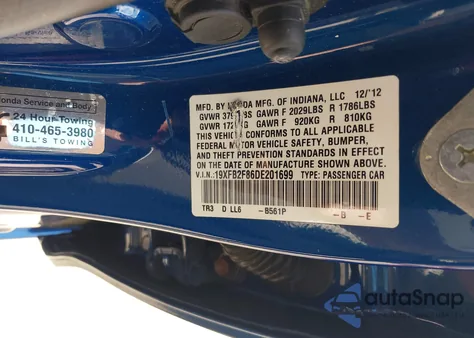 onda Service and Body
24 Hour Towing
410-465-3980
BILL'S TOWING
MFD. BY HONDA MFG. OF INDIANA, LLC 12/'12
GVWR GAWR F 2029LBS R 1786LBS
GVWR GAWR F 920KG R 810KG
THIS VEHICLE CONFORMS TO ALL APPLICABLE
FEDERAL MOTOR VEHICLE SAFETY, BUMPER,
AND THEFT PREVENTION STANDARDS IN EFFECT
ON THE DATE OF MANUFACTURE SHOWN ABOVE.
V.I.N.: 19XFB2F86DE201699 TYPE: PASSENGER CAR
TR3 D LL6 -B561P -B -E
autoSnap